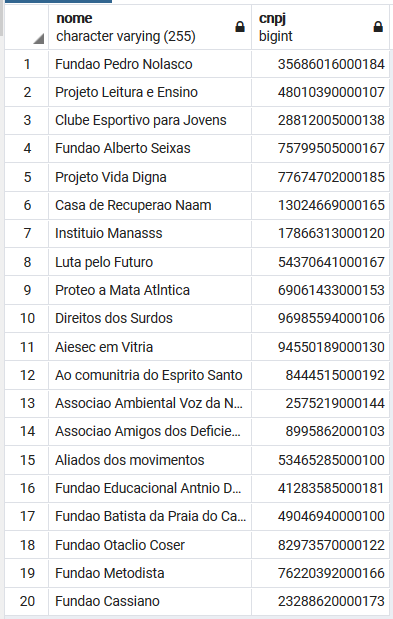 nome cnpj
character varying (255) bigint
1 Fundao Pedro Nolasco 35686016000184
2 Projeto Leitura e Ensino 48010390000107
3 Clube Esportivo para Jovens 28812005000138
4 Fundao Alberto Seixas 75799505000167
5 Projeto Vida Digna 77674702000185
6 Casa de Recuperao Naam 13024669000165
7 Instituio Manasss 17866313000120
8 Luta pelo Futuro 54370641000167
9 Proteo a Mata Atlntica 69061433000153
10 Direitos dos Surdos 96985594000106
11 Aiesec em Vitria 94550189000130
12 Ao comunitria do Esprito Santo 8444515000192
13 Associao Ambiental Voz da N... 2575219000144
14 Associao Amigos dos Deficie... 8995862000103
15 Aliados dos movimentos 53465285000100
16 Fundao Educacional Antnio D... 41283585000181
17 Fundao Batista da Praia do Ca... 49046940000100
18 Fundao Otaclio Coser 82973570000122
19 Fundao Metodista 76220392000166
20 Fundao Cassiano 23288620000173